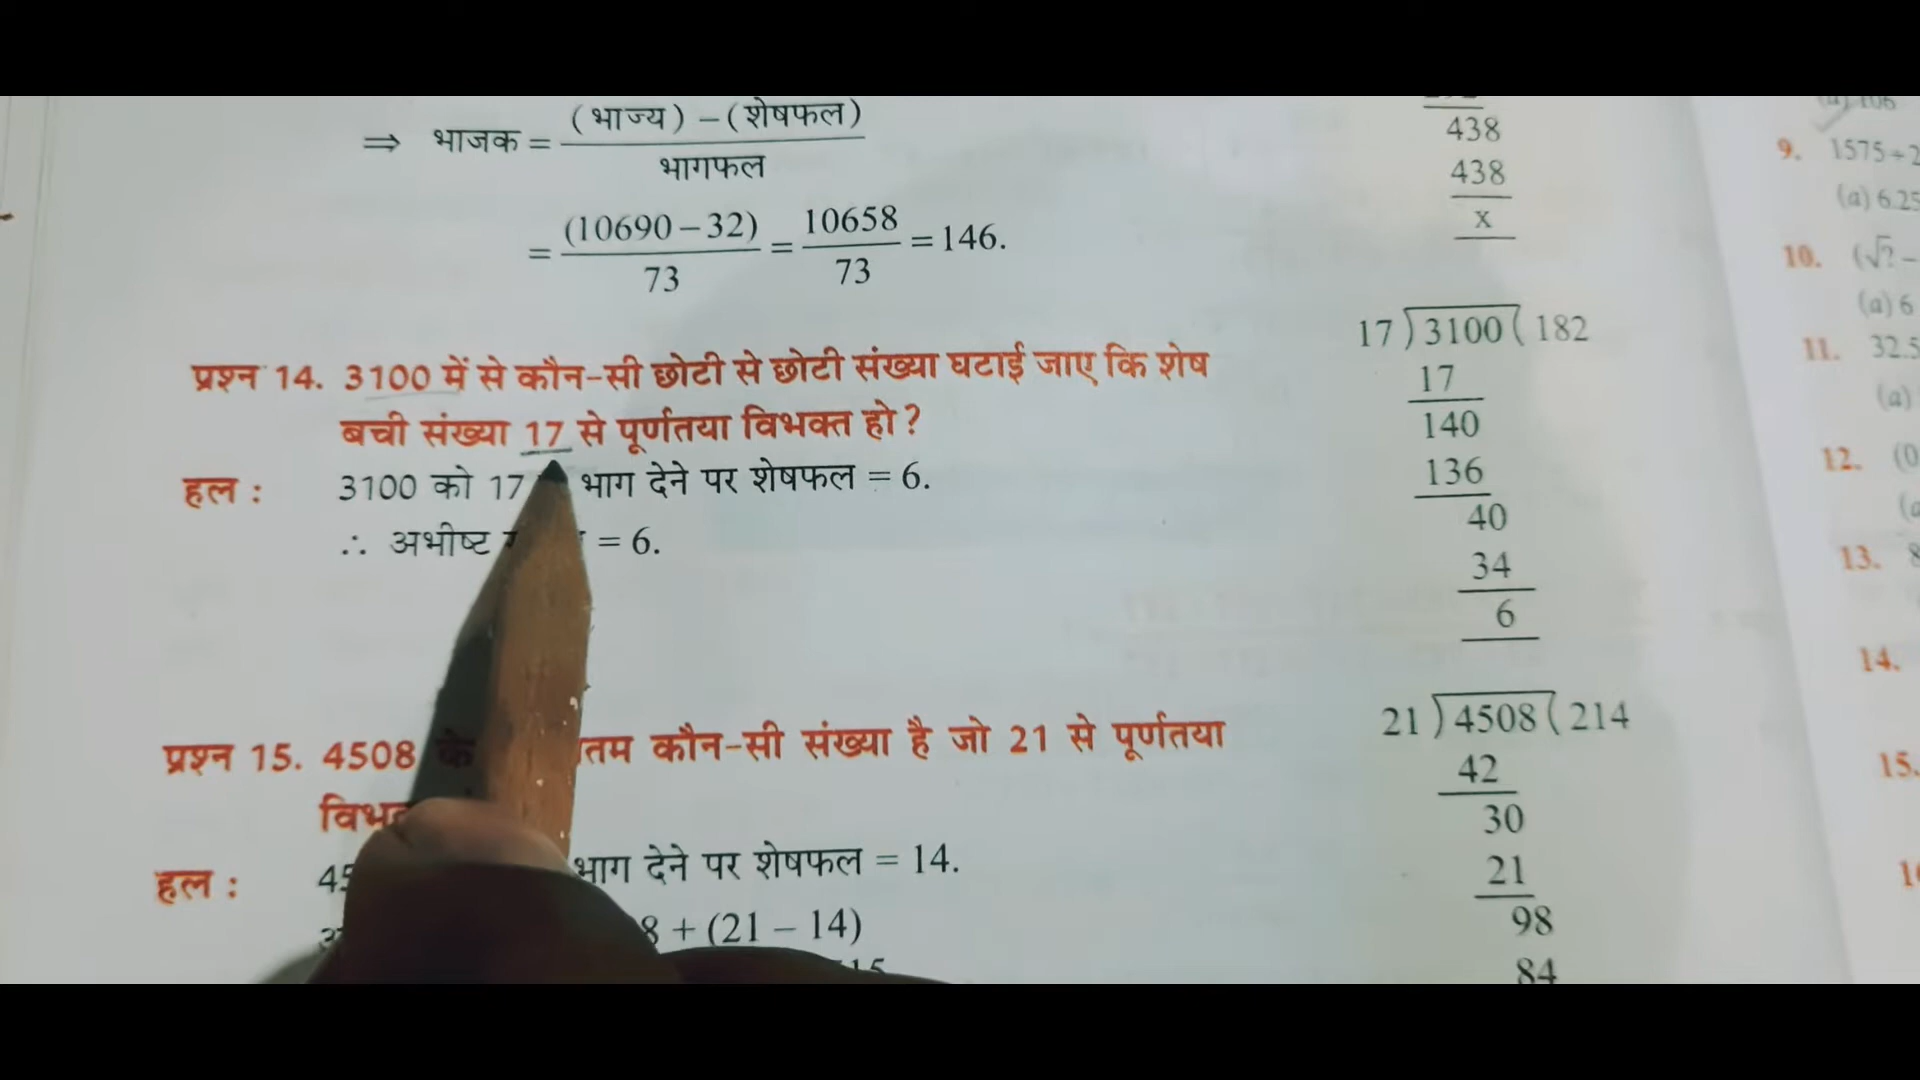 ⇒ भाजक = (भाज्य) – (शेषफल) / भागफल
= (10690 – 32) / 73 = 10658 / 73 = 146.
438
438
x
प्रश्न 14. 3100 में से कौन-सी छोटी से छोटी संख्या घटाई जाए कि शेष
बची संख्या 17 से पूर्णतया विभक्त हो?
हल : 3100 को 17 भाग देने पर शेषफल = 6.
∴ अभीष्ट = 6.
17 ) 3100 ( 182
17
140
136
40
34
6
प्रश्न 15. 4508 कौन-सी संख्या है जो 21 से पूर्णतया
हल : भाग देने पर शेषफल = 14.
8 + (21 – 14)
21 ) 4508 ( 214
42
30
21
98
84
9. 1575÷2
(a) 6.25
10. (√? –
(a) 6
11. 32.5
(a)
12. (0
13.
14.
15.